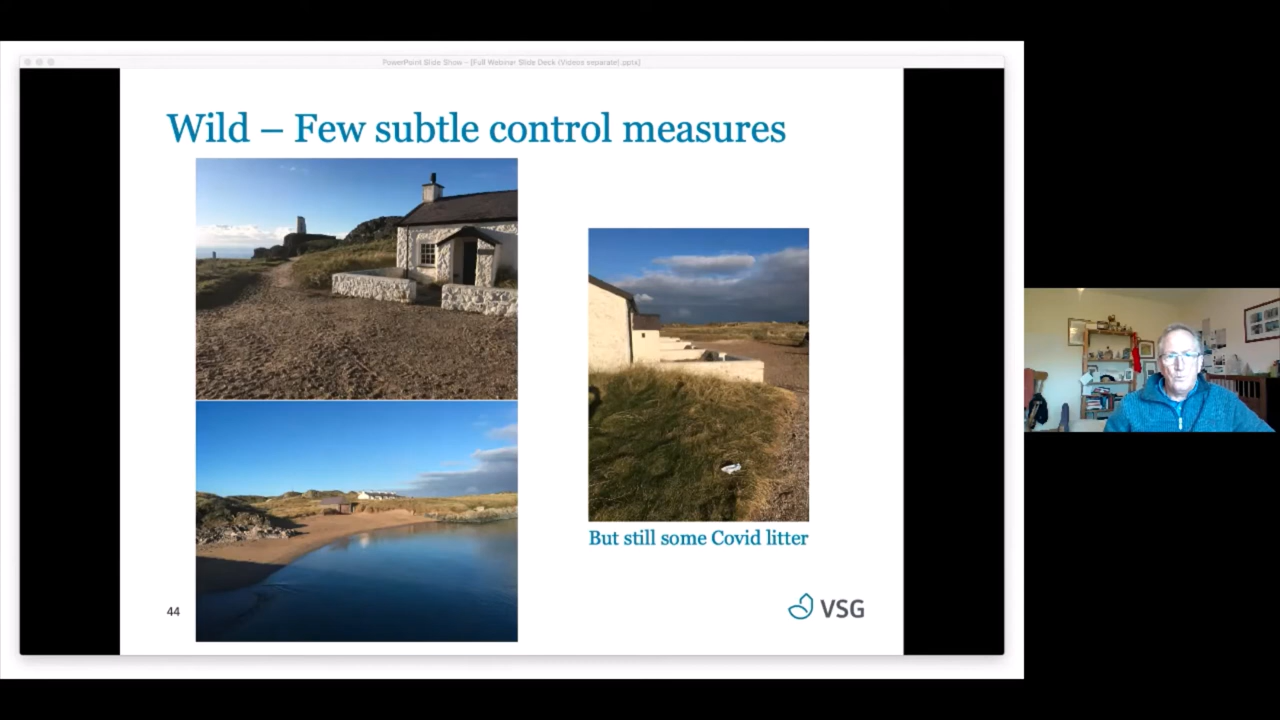 PowerPoint Slide Show - [Full Webinar Slide Deck (Videos separate).pptx]
Wild – Few subtle control measures
But still some Covid litter
44
VSG